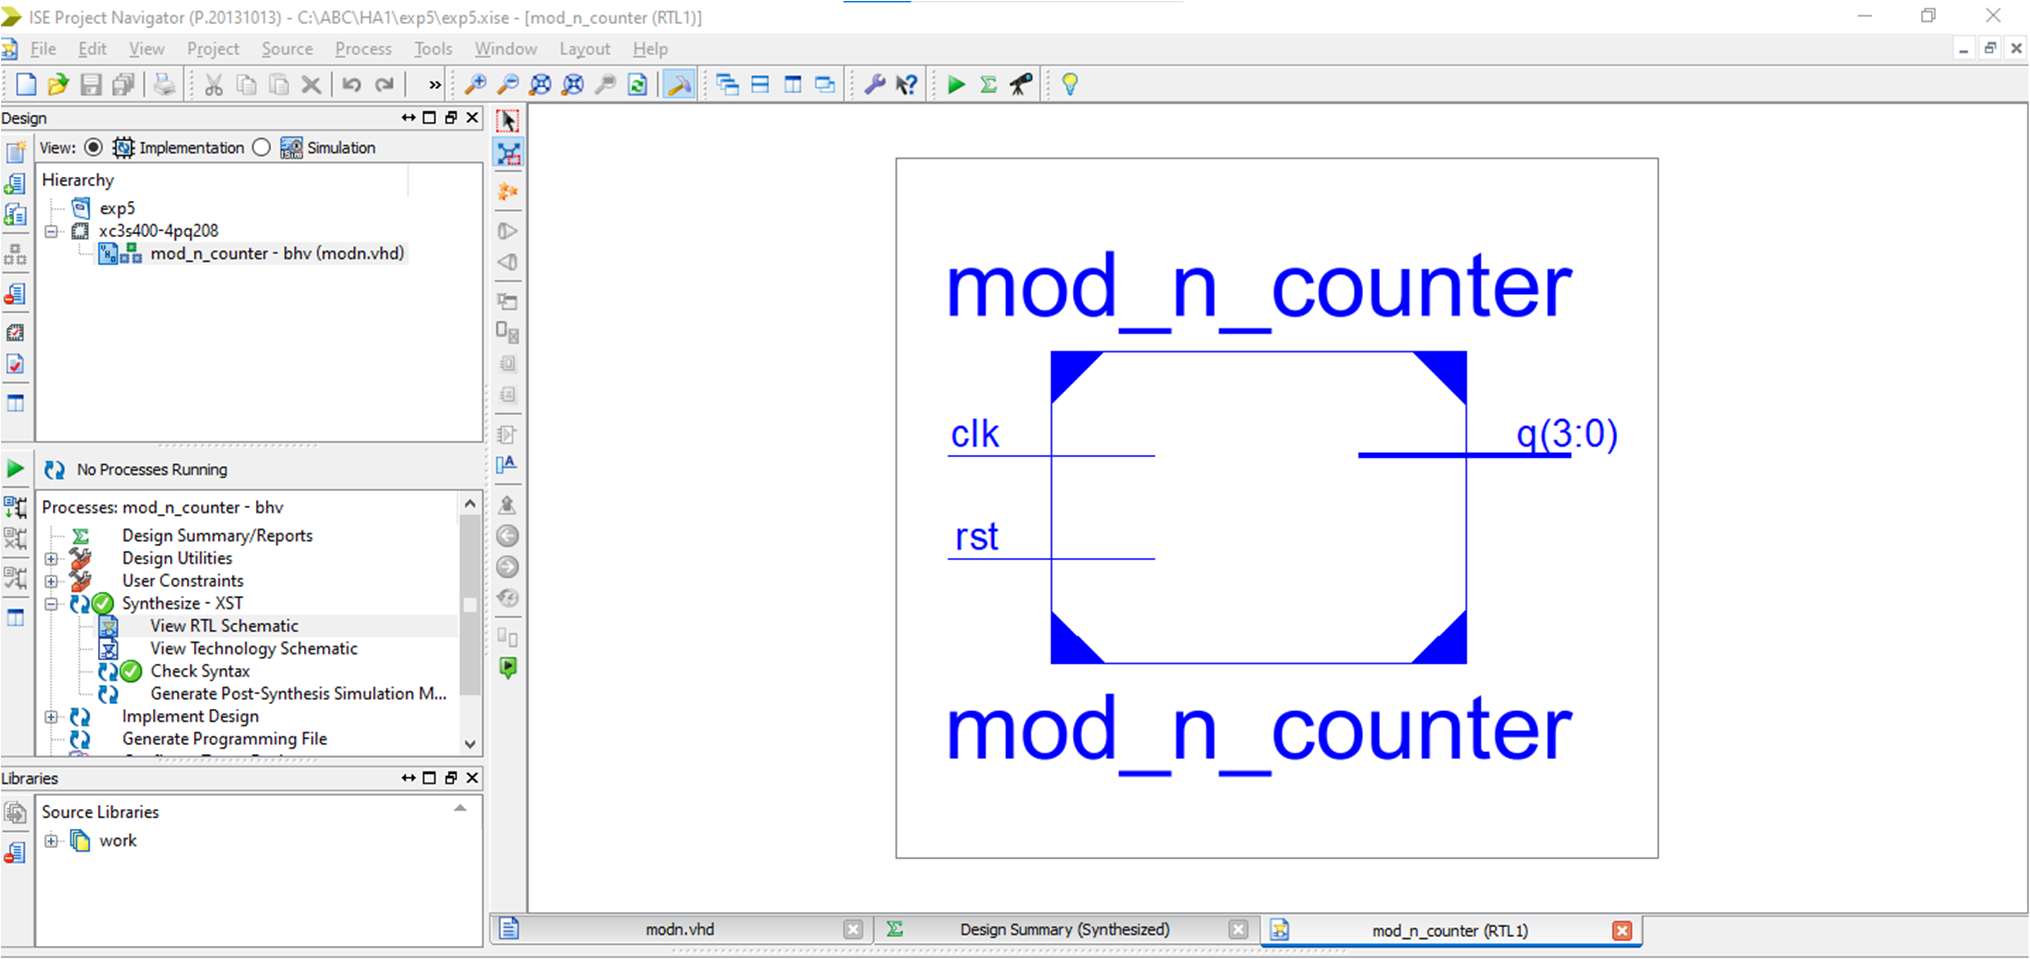 ISE Project Navigator (P.20131013) - C:\ABC\HA1\exp5\exp5.xise - [mod_n_counter (RTL1)]
File Edit View Project Source Process Tools Window Layout Help
Design
View: Implementation Simulation
Hierarchy
exp5
xc3s400-4pq208
mod_n_counter - bhv (modn.vhd)
No Processes Running
Processes: mod_n_counter - bhv
Design Summary/Reports
Design Utilities
User Constraints
Synthesize - XST
View RTL Schematic
View Technology Schematic
Check Syntax
Generate Post-Synthesis Simulation M...
Implement Design
Generate Programming File
Libraries
Source Libraries
work
mod_n_counter
clk
q(3:0)
rst
mod_n_counter
modn.vhd
Design Summary (Synthesized)
mod_n_counter (RTL1)